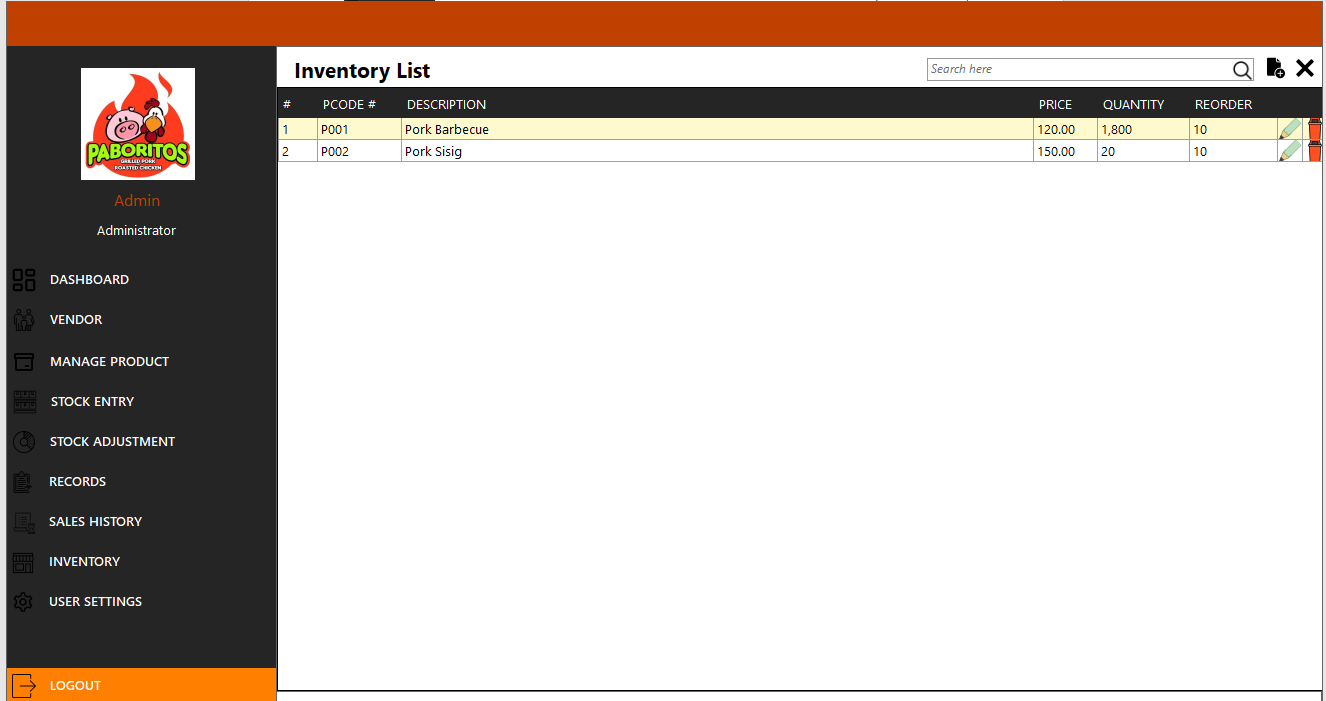 Inventory List
Search here
PABORITOS
GRILLED PORK
ROASTED CHICKEN
Admin
Administrator
DASHBOARD
VENDOR
MANAGE PRODUCT
STOCK ENTRY
STOCK ADJUSTMENT
RECORDS
SALES HISTORY
INVENTORY
USER SETTINGS
LOGOUT
# PCODE # DESCRIPTION PRICE QUANTITY REORDER
1 P001 Pork Barbecue 120.00 1,800 10
2 P002 Pork Sisig 150.00 20 10